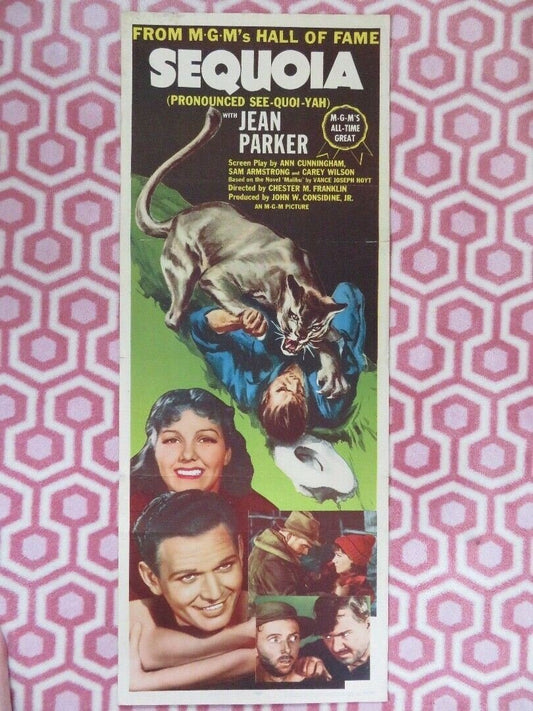 FROM M·G·M's HALL OF FAME
SEQUOIA
(PRONOUNCED SEE-QUOI-YAH)
WITH JEAN
PARKER
M-G-M'S
ALL-TIME
GREAT
Screen Play by ANN CUNNINGHAM,
SAM ARMSTRONG and CAREY WILSON
Based on the Novel 'Malibu' by VANCE JOSEPH HOYT
Directed by CHESTER M. FRANKLIN
Produced by JOHN W. CONSIDINE, JR.
AN M-G-M PICTURE